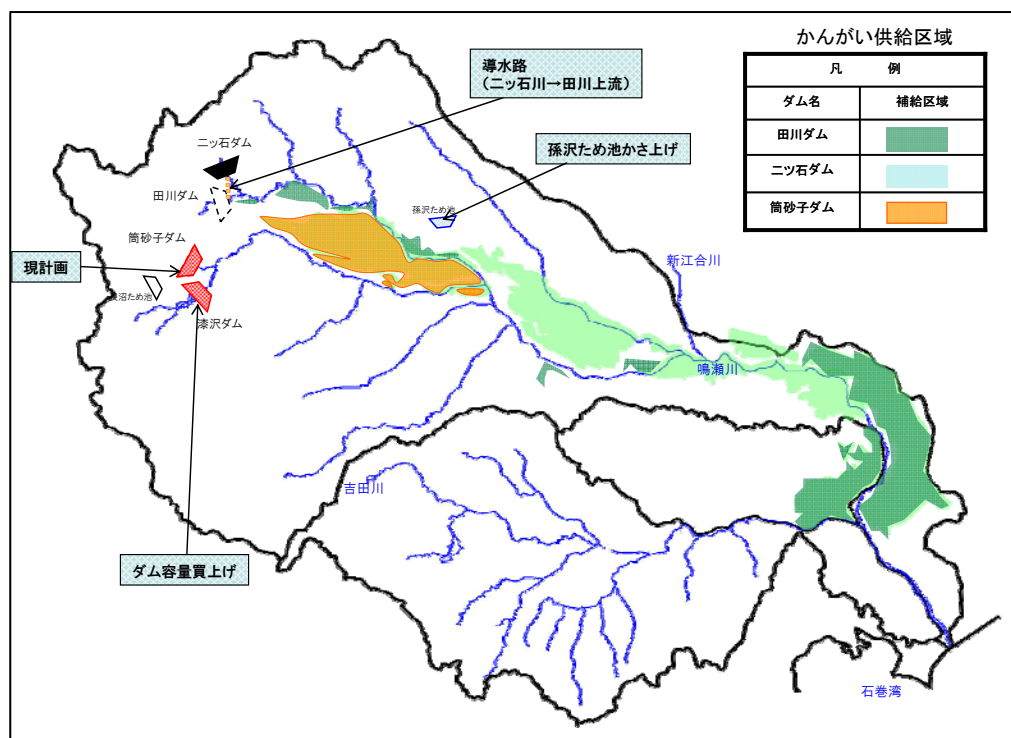 かんがい供給区域
凡 例
ダム名 補給区域
田川ダム
二ツ石ダム
筒砂子ダム
導水路
（二ッ石川→田川上流）
孫沢ため池かさ上げ
二ッ石ダム
田川ダム
孫沢ため池
筒砂子ダム
現計画
沼ため池
漆沢ダム
新江合川
鳴瀬川
吉田川
ダム容量買上げ
石巻湾